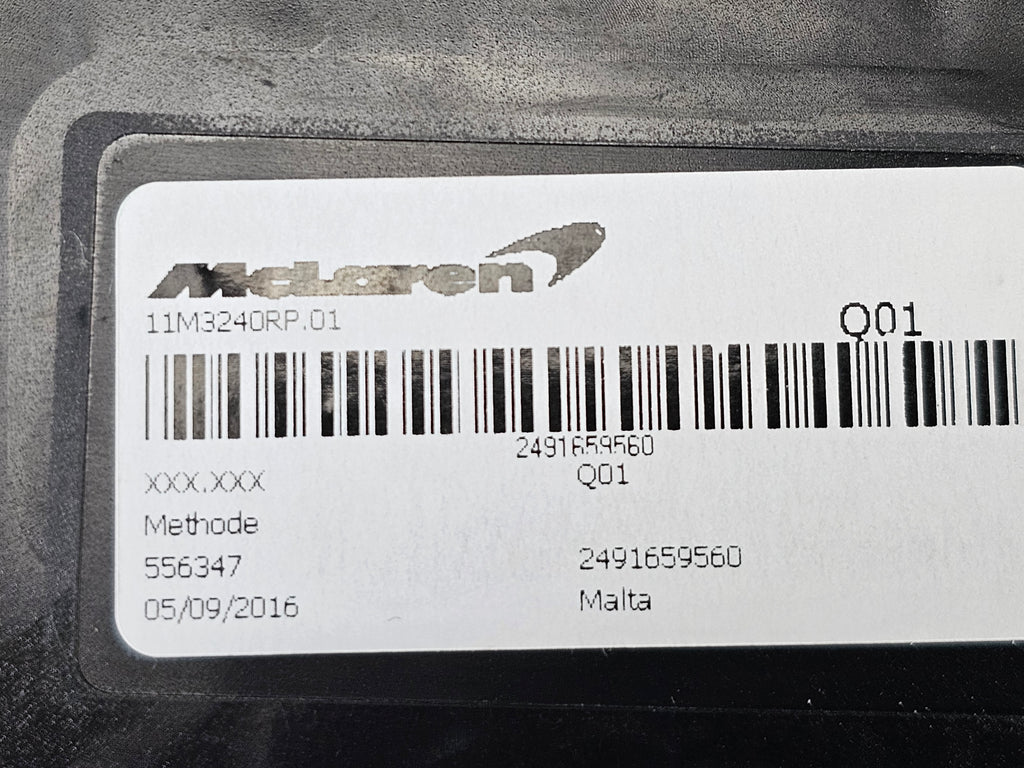 McLaren
11M3240RP.01
Q01
2491659560
XXX.XXX
Q01
Methode
556347
2491659560
05/09/2016
Malta